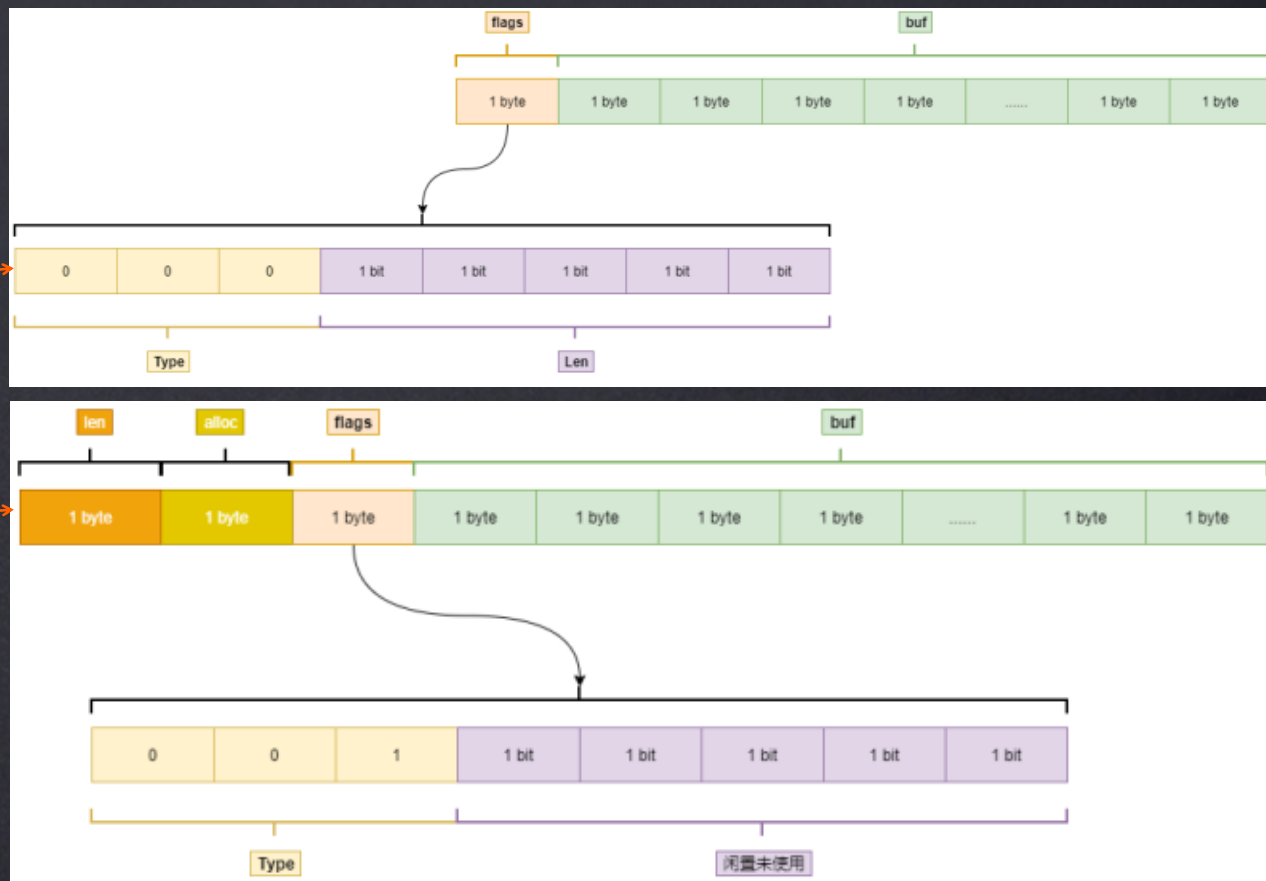 flags buf
1 byte 1 byte 1 byte 1 byte 1 byte ...... 1 byte 1 byte
0 0 0 1 bit 1 bit 1 bit 1 bit 1 bit
Type Len
len alloc flags buf
1 byte 1 byte 1 byte 1 byte 1 byte 1 byte 1 byte ...... 1 byte 1 byte
0 0 1 1 bit 1 bit 1 bit 1 bit 1 bit
Type 闲置未使用